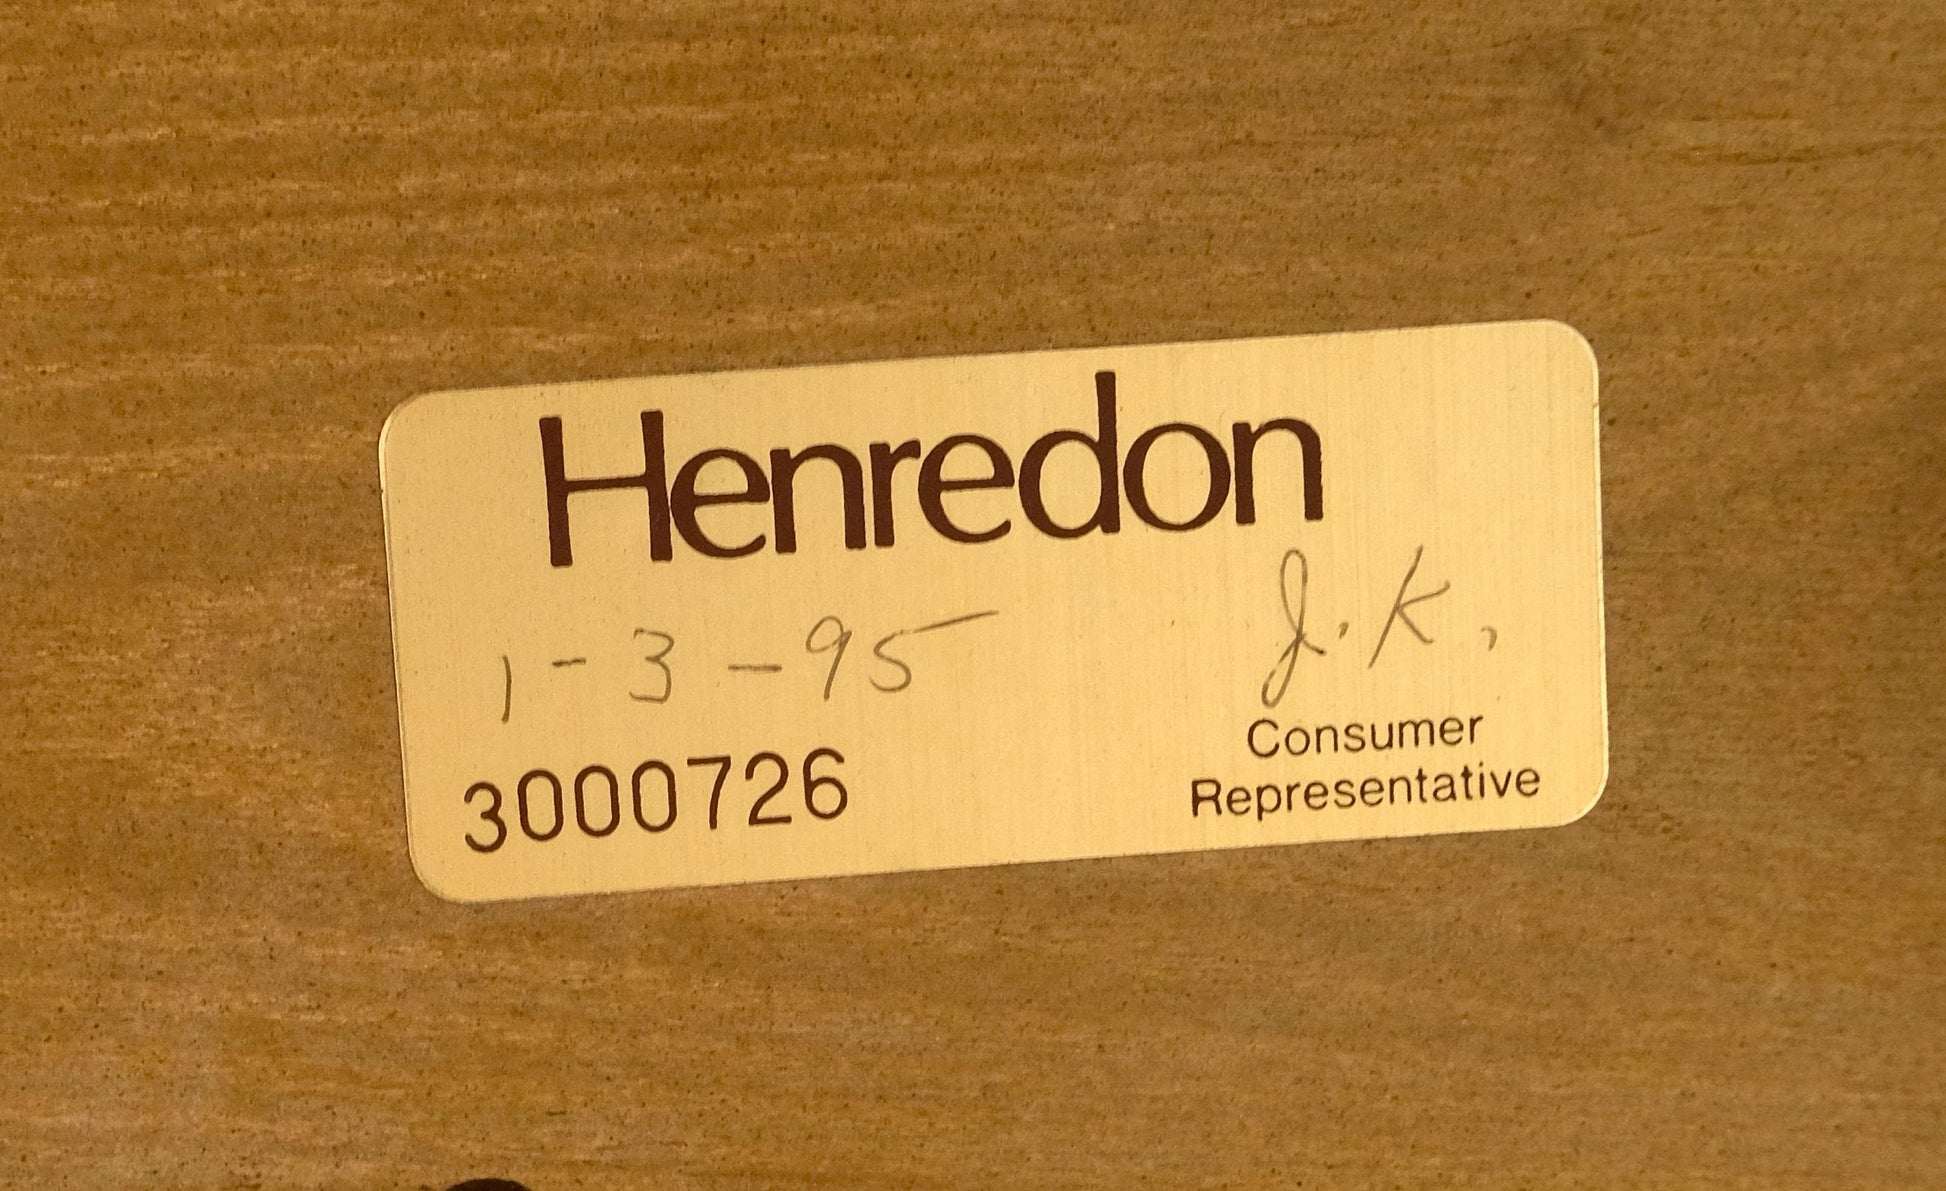 Henredon
1-3-95
J.K.
3000726
Consumer
Representative